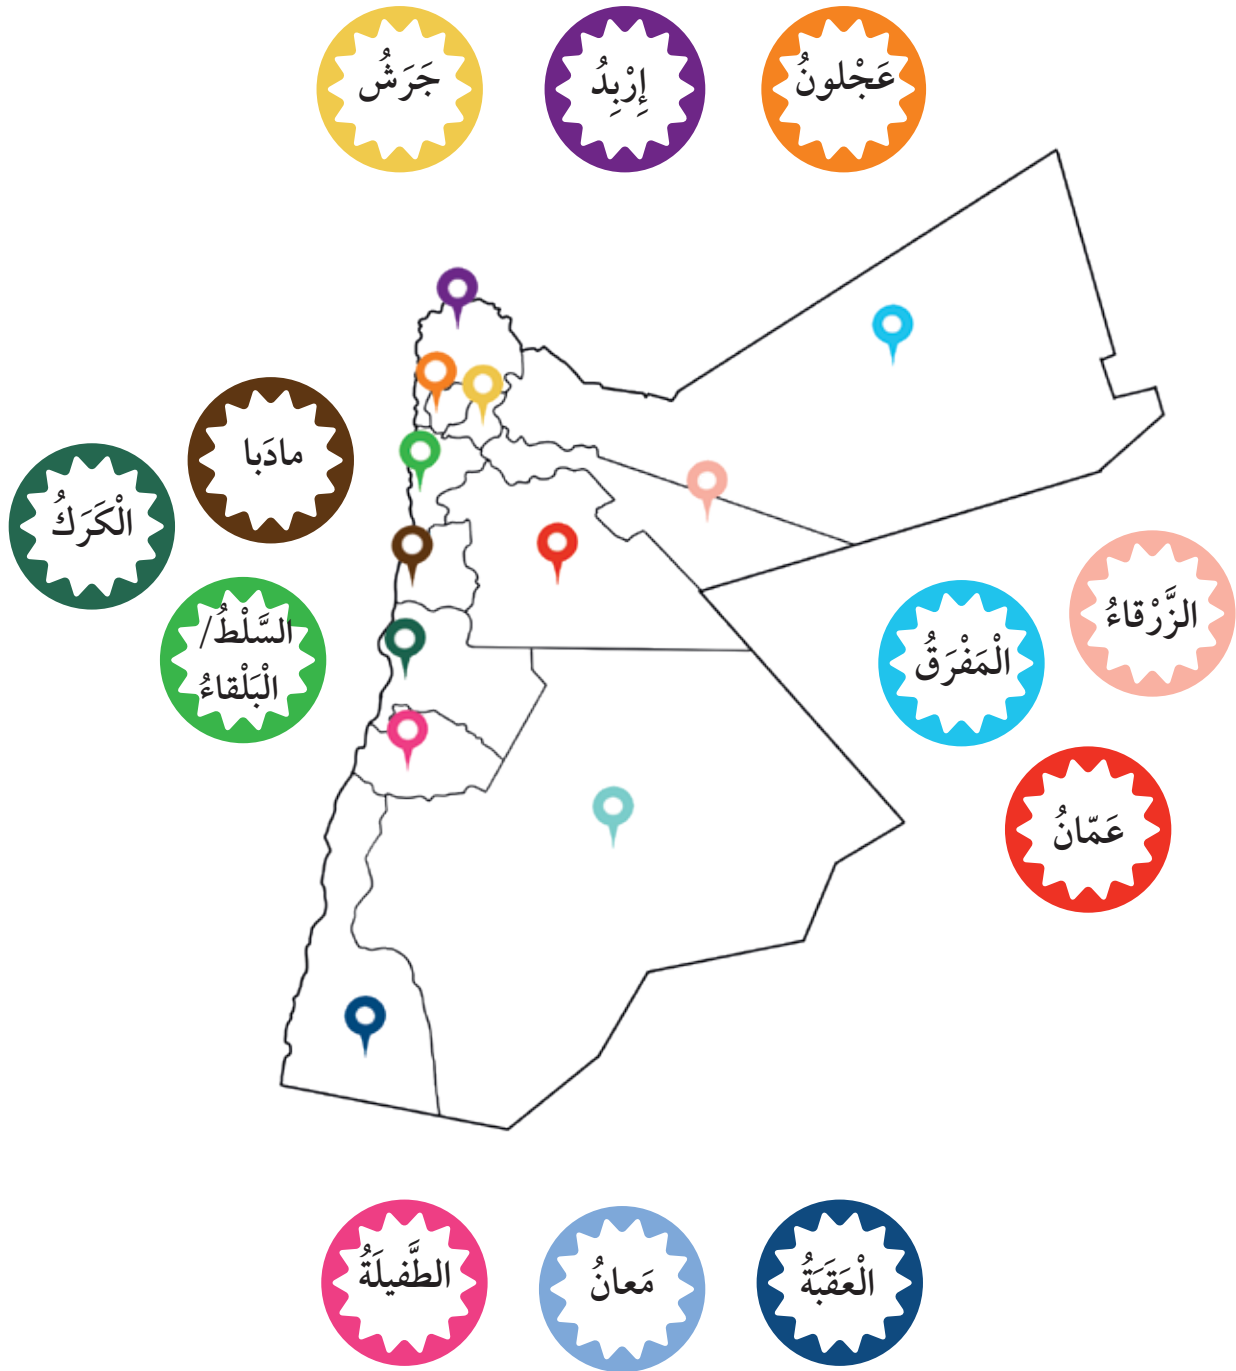 عَجْلونُ
إِرْبِدُ
جَرَشُ
مادَبا
الْكَرَكُ
السَّلْطُ/
الْبَلْقاءُ
الزَّرْقاءُ
الْمَفْرَقُ
عَمّانُ
الْعَقَبَةُ
مَعانُ
الطَّفيلَةُ